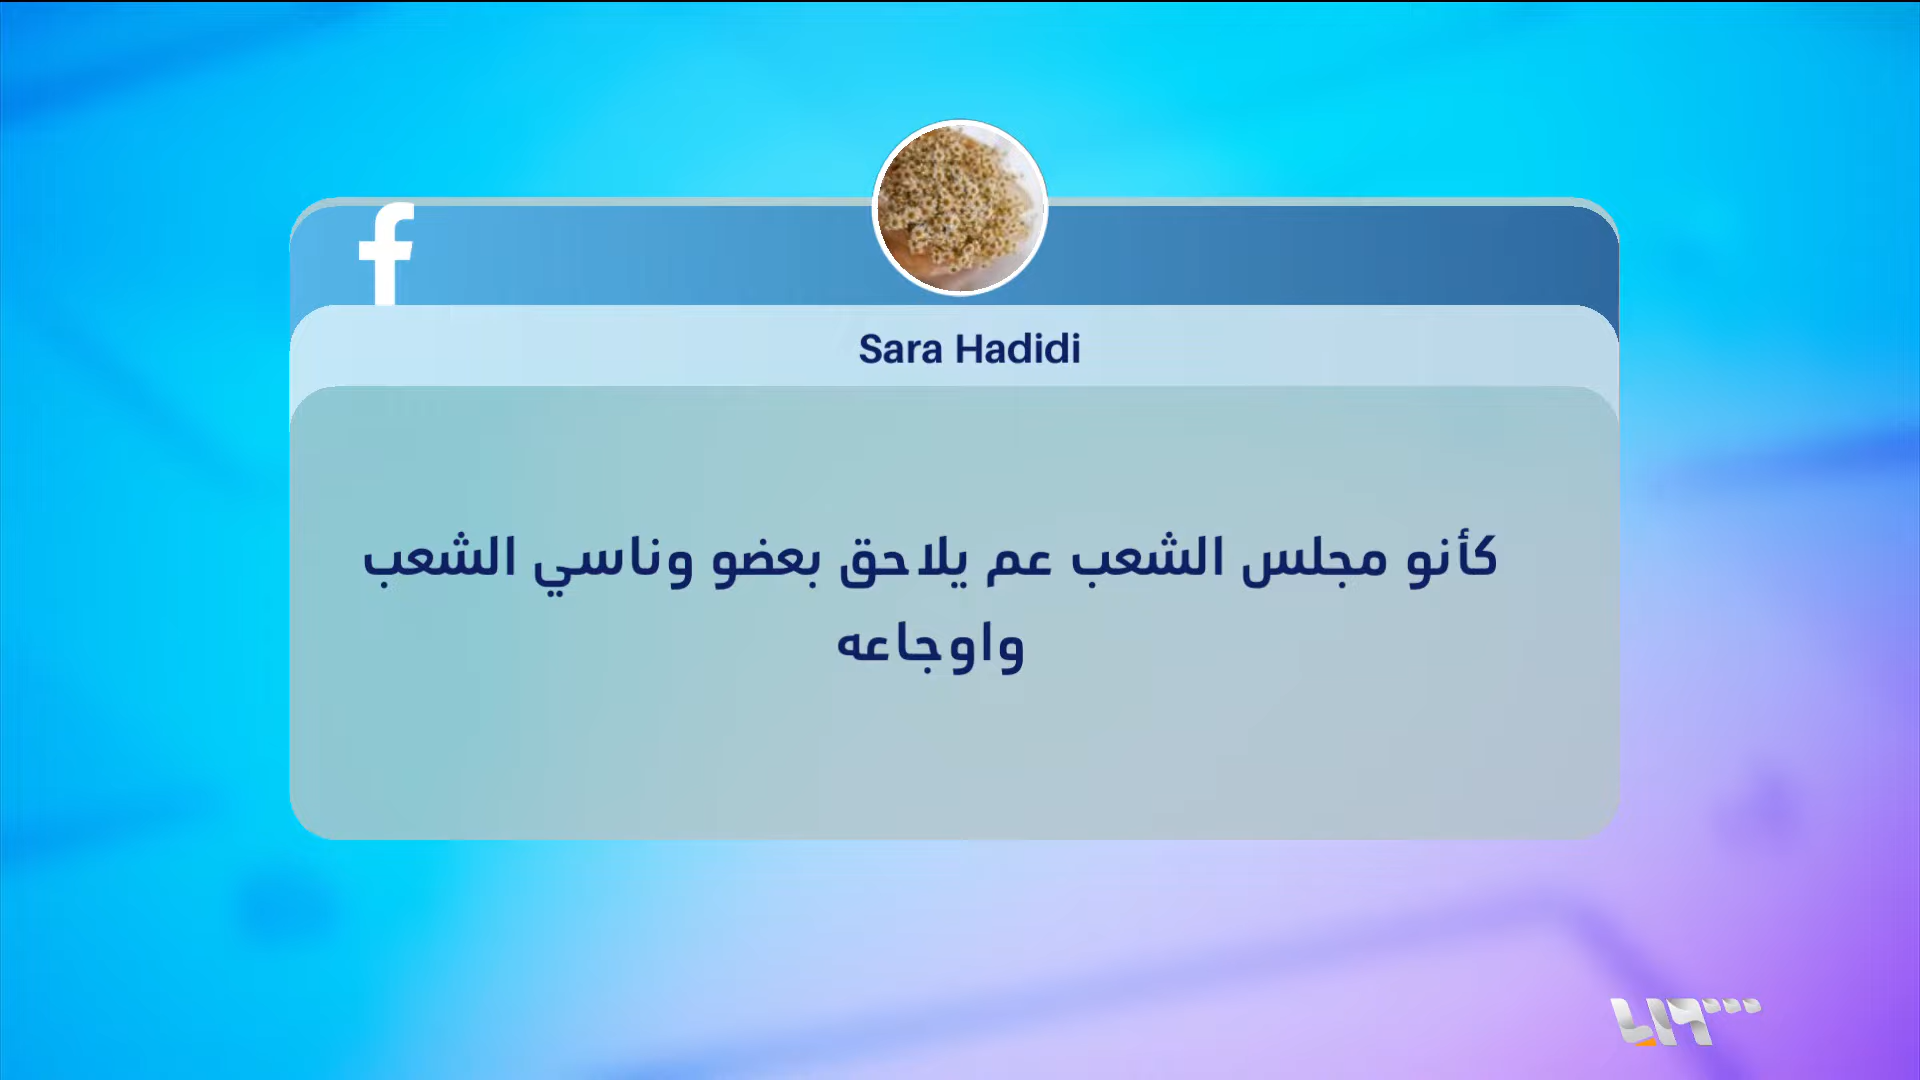 Sara Hadidi
كأنو مجلس الشعب عم يلاحق بعضو وناسي الشعب
واوجاعه